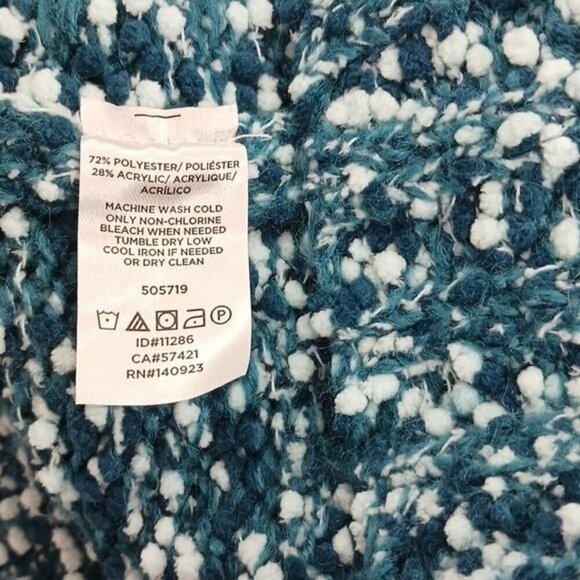 72% POLYESTER/ POLIÉSTER
28% ACRYLIC/ ACRYLIQUE/
ACRÍLICO
MACHINE WASH COLD
ONLY NON-CHLORINE
BLEACH WHEN NEEDED
TUMBLE DRY LOW
COOL IRON IF NEEDED
OR DRY CLEAN
505719
P
ID#11286
CA#57421
RN#140923